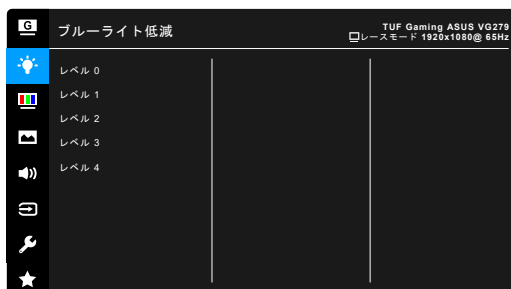 G
ブルーライト低減
TUF Gaming ASUS VG279
レースモード 1920x1080@ 65Hz
レベル 0
レベル 1
レベル 2
レベル 3
レベル 4